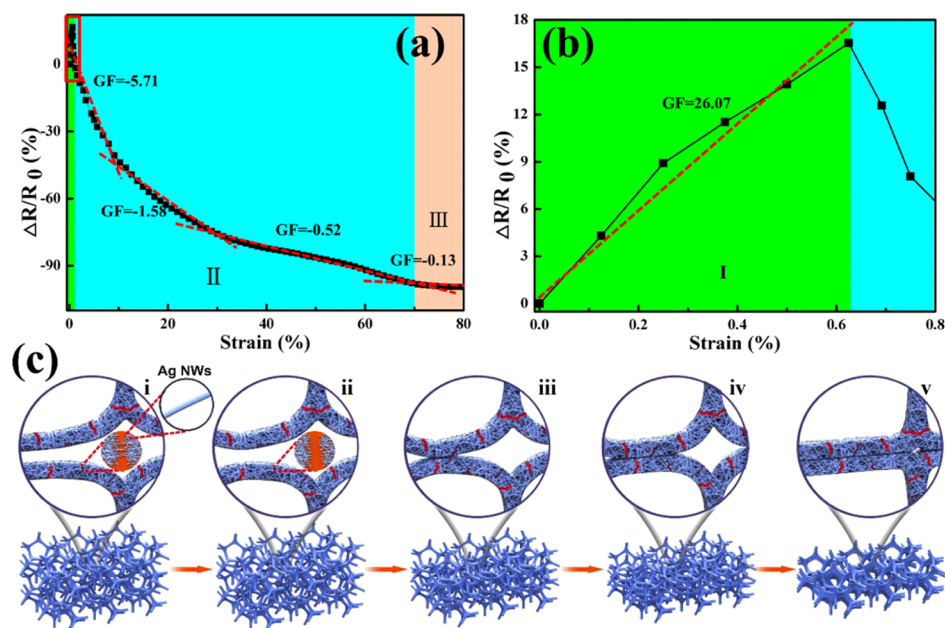 (a)
GF=-5.71
GF=-1.58
GF=-0.52
GF=-0.13
II
III
0
-30
-60
-90
ΔR/R 0 (%)
0 20 40 60 80
Strain (%)
(b)
GF=26.07
I
18
15
12
9
6
3
0
ΔR/R 0 (%)
0.0 0.2 0.4 0.6 0.8
Strain (%)
(c)
Ag NWs
i ii iii iv v